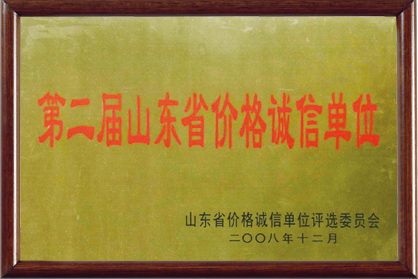 第二届山东省价格诚信单位
山东省价格诚信单位评选委员会
二〇〇八年十二月